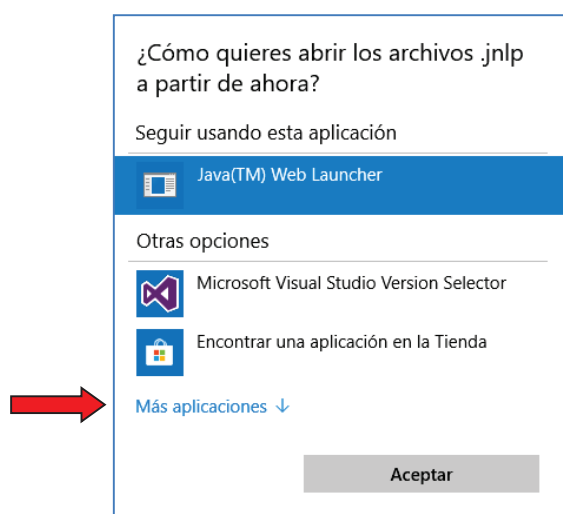 ¿Cómo quieres abrir los archivos .jnlp
a partir de ahora?
Seguir usando esta aplicación
Java(TM) Web Launcher
Otras opciones
Microsoft Visual Studio Version Selector
Encontrar una aplicación en la Tienda
Más aplicaciones ↓
Aceptar